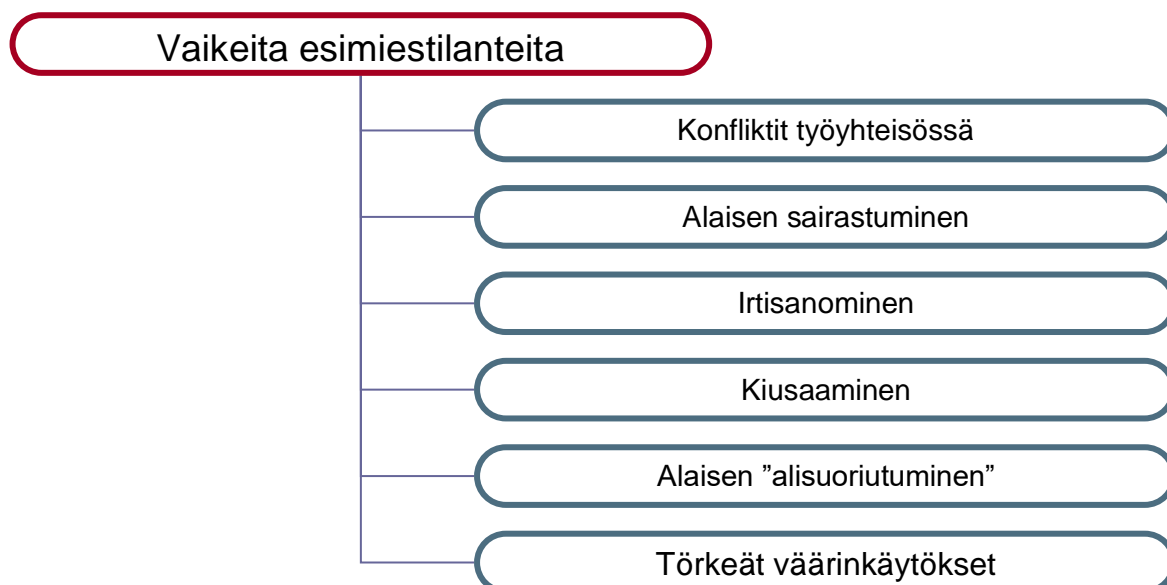 Vaikeita esimiestilanteita
Konfliktit työyhteisössä
Alaisen sairastuminen
Irtisanominen
Kiusaaminen
Alaisen ”alisuoriutuminen”
Törkeät väärinkäytökset